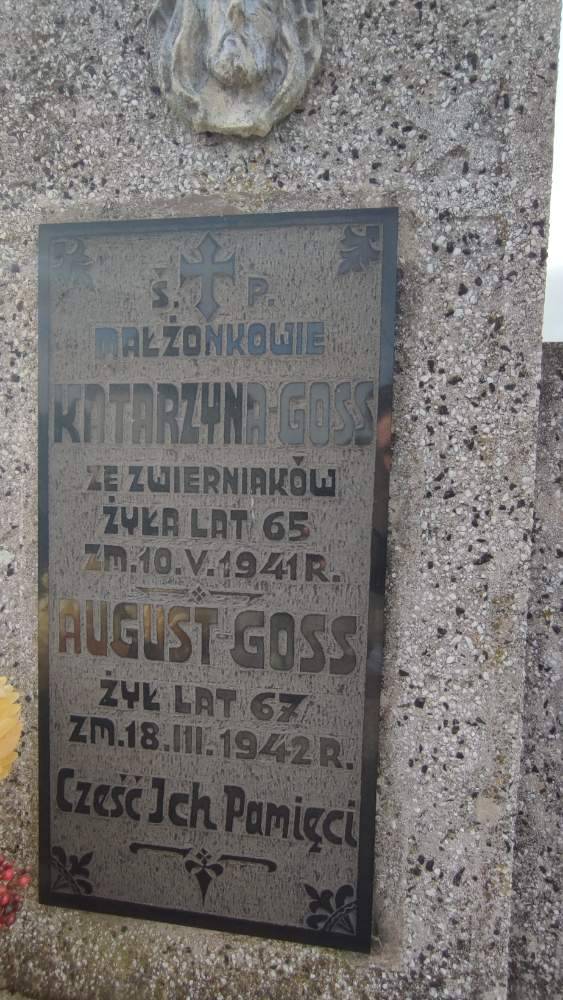 Ś. P.
MAŁŻONKOWIE
KATARZYNA GOSS
ZE ZWIERNIAKÓW
ŻYŁA LAT 65
ZM. 10. V. 1941 R.
AUGUST GOSS
ŻYŁ LAT 67
ZM. 18. III. 1942 R.
Cześć Ich Pamięci